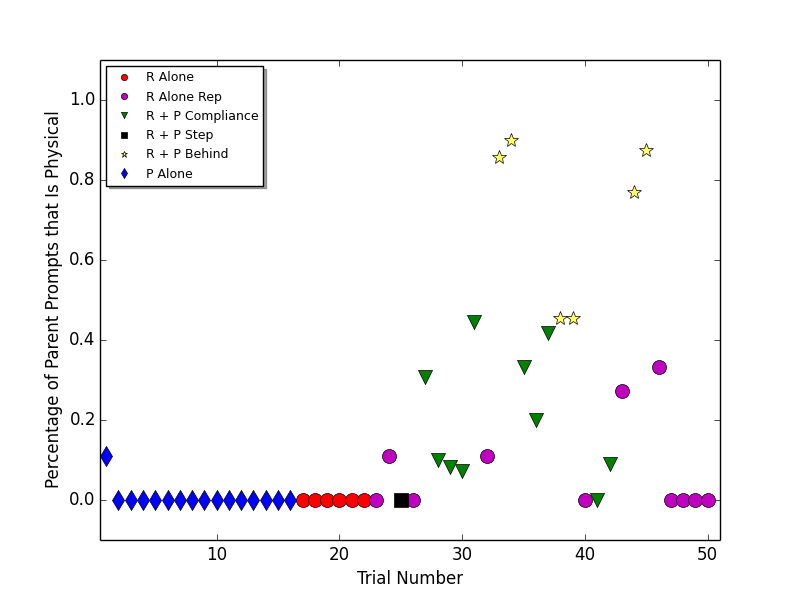 R Alone
R Alone Rep
R + P Compliance
R + P Step
R + P Behind
P Alone
Percentage of Parent Prompts that Is Physical
1.0
0.8
0.6
0.4
0.2
0.0
10 20 30 40 50
Trial Number